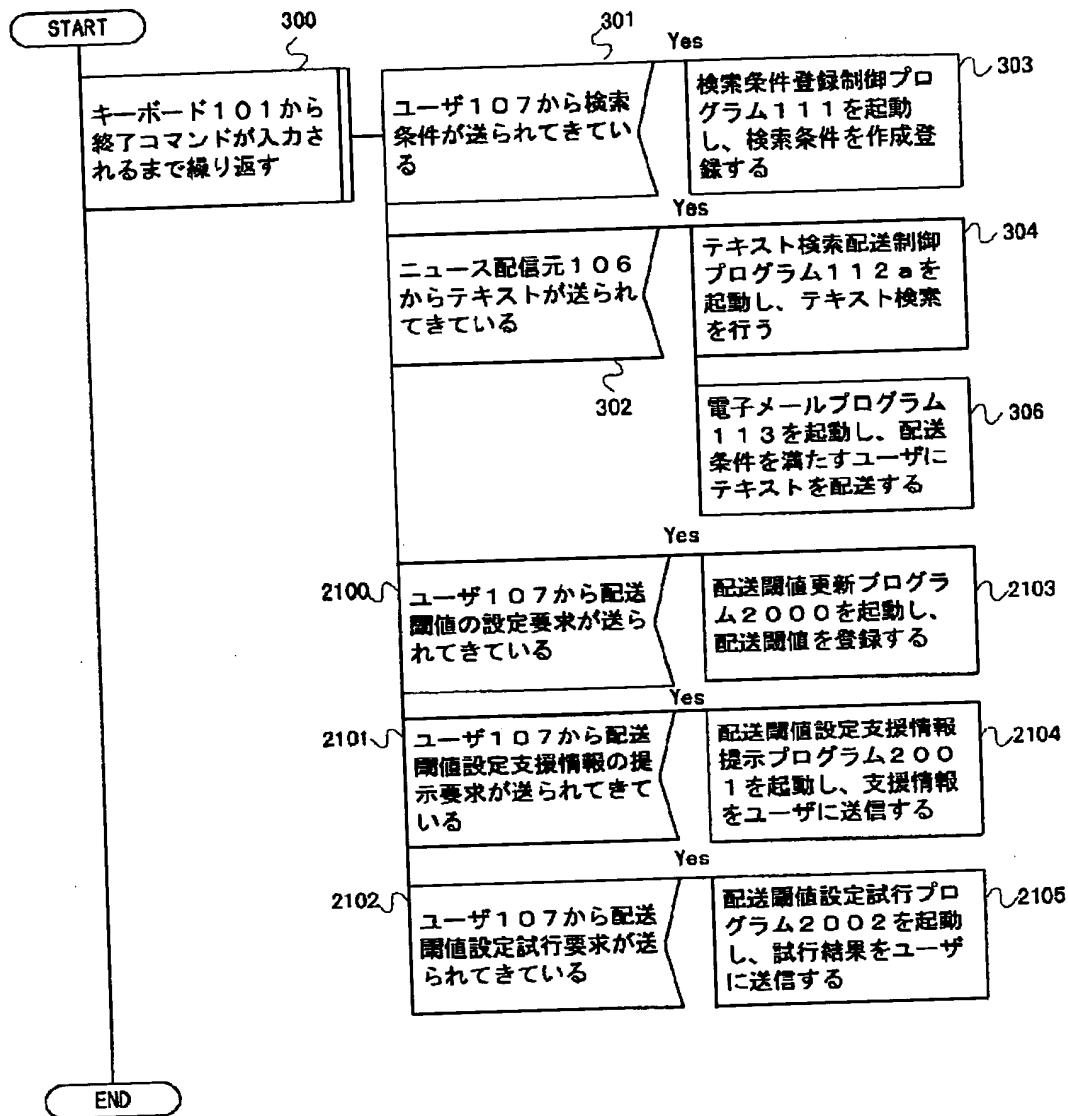 START
300
キーボード101から
終了コマンドが入力さ
れるまで繰り返す
301
ユーザ107から検索
条件が送られてきてい
る
Yes
検索条件登録制御プロ
グラム111を起動
し、検索条件を作成登
録する
303
ニュース配信元106
からテキストが送られ
てきている
302
Yes
テキスト検索配送制御
プログラム112aを
起動し、テキスト検索
を行う
304
電子メールプログラム
113を起動し、配送
条件を満たすユーザに
テキストを配送する
306
2100
ユーザ107から配送
閾値の設定要求が送ら
れてきている
Yes
配送閾値更新プログラ
ム2000を起動し、
配送閾値を登録する
2103
2101
ユーザ107から配送
閾値設定支援情報の提
示要求が送られてきて
いる
Yes
配送閾値設定支援情報
提示プログラム200
1を起動し、支援情報
をユーザに送信する
2104
2102
ユーザ107から配送
閾値設定試行要求が送
られてきている
Yes
配送閾値設定試行プロ
グラム2002を起動
し、試行結果をユーザ
に送信する
2105
END